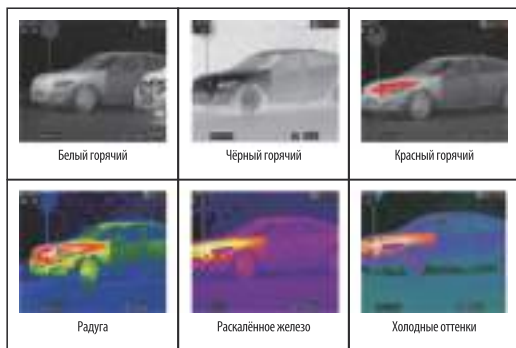 Белый горячий
Чёрный горячий
Красный горячий
Радуга
Раскалённое железо
Холодные оттенки